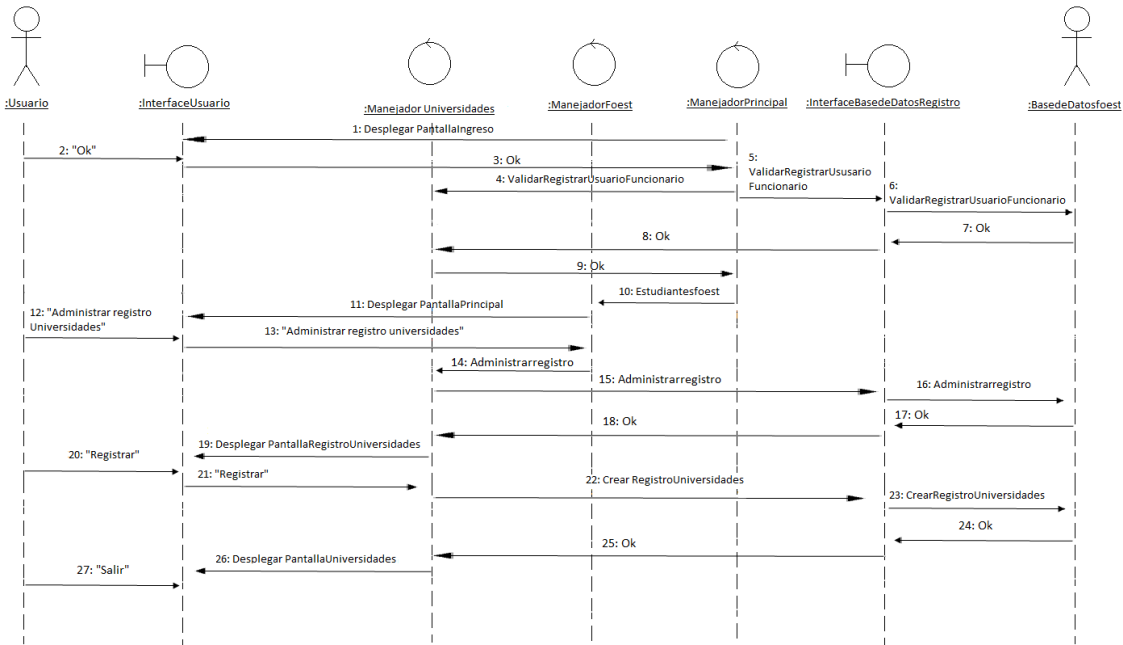 :Usuario
:InterfaceUsuario
:Manejador Universidades
:ManejadorFoest
:ManejadorPrincipal
:InterfaceBasedeDatosRegistro
:BasedeDatosfoest
1: Desplegar PantallaIngreso
2: "Ok"
3: Ok
4: ValidarRegistrarUsuarioFuncionario
5:
ValidarRegistrarUsusario
Funcionario
6:
ValidarRegistrarUsuarioFuncionario
7: Ok
8: Ok
9: Ok
10: Estudiantesfoest
11: Desplegar PantallaPrincipal
12: "Administrar registro
Universidades"
13: "Administrar registro universidades"
14: Administrarregistro
15: Administrarregistro
16: Administrarregistro
17: Ok
18: Ok
19: Desplegar PantallaRegistroUniversidades
20: "Registrar"
21: "Registrar"
22: Crear RegistroUniversidades
23: CrearRegistroUniversidades
24: Ok
25: Ok
26: Desplegar PantallaUniversidades
27: "Salir"